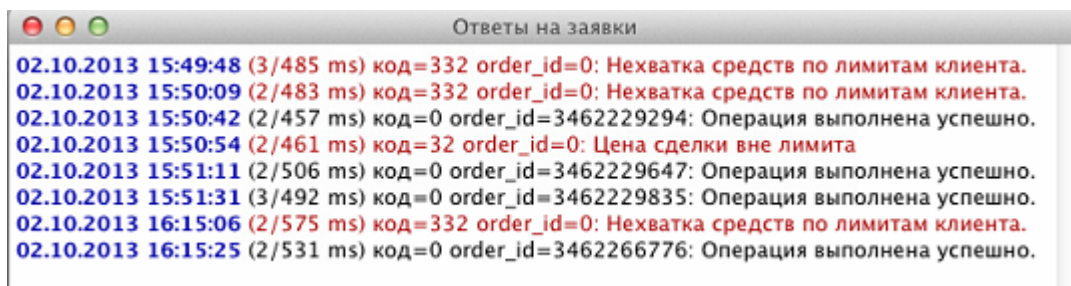 Ответы на заявки
02.10.2013 15:49:48 (3/485 ms) код=332 order_id=0: Нехватка средств по лимитам клиента.
02.10.2013 15:50:09 (2/483 ms) код=332 order_id=0: Нехватка средств по лимитам клиента.
02.10.2013 15:50:42 (2/457 ms) код=0 order_id=3462229294: Операция выполнена успешно.
02.10.2013 15:50:54 (2/461 ms) код=32 order_id=0: Цена сделки вне лимита
02.10.2013 15:51:11 (2/506 ms) код=0 order_id=3462229647: Операция выполнена успешно.
02.10.2013 15:51:31 (3/492 ms) код=0 order_id=3462229835: Операция выполнена успешно.
02.10.2013 16:15:06 (2/575 ms) код=332 order_id=0: Нехватка средств по лимитам клиента.
02.10.2013 16:15:25 (2/531 ms) код=0 order_id=3462266776: Операция выполнена успешно.